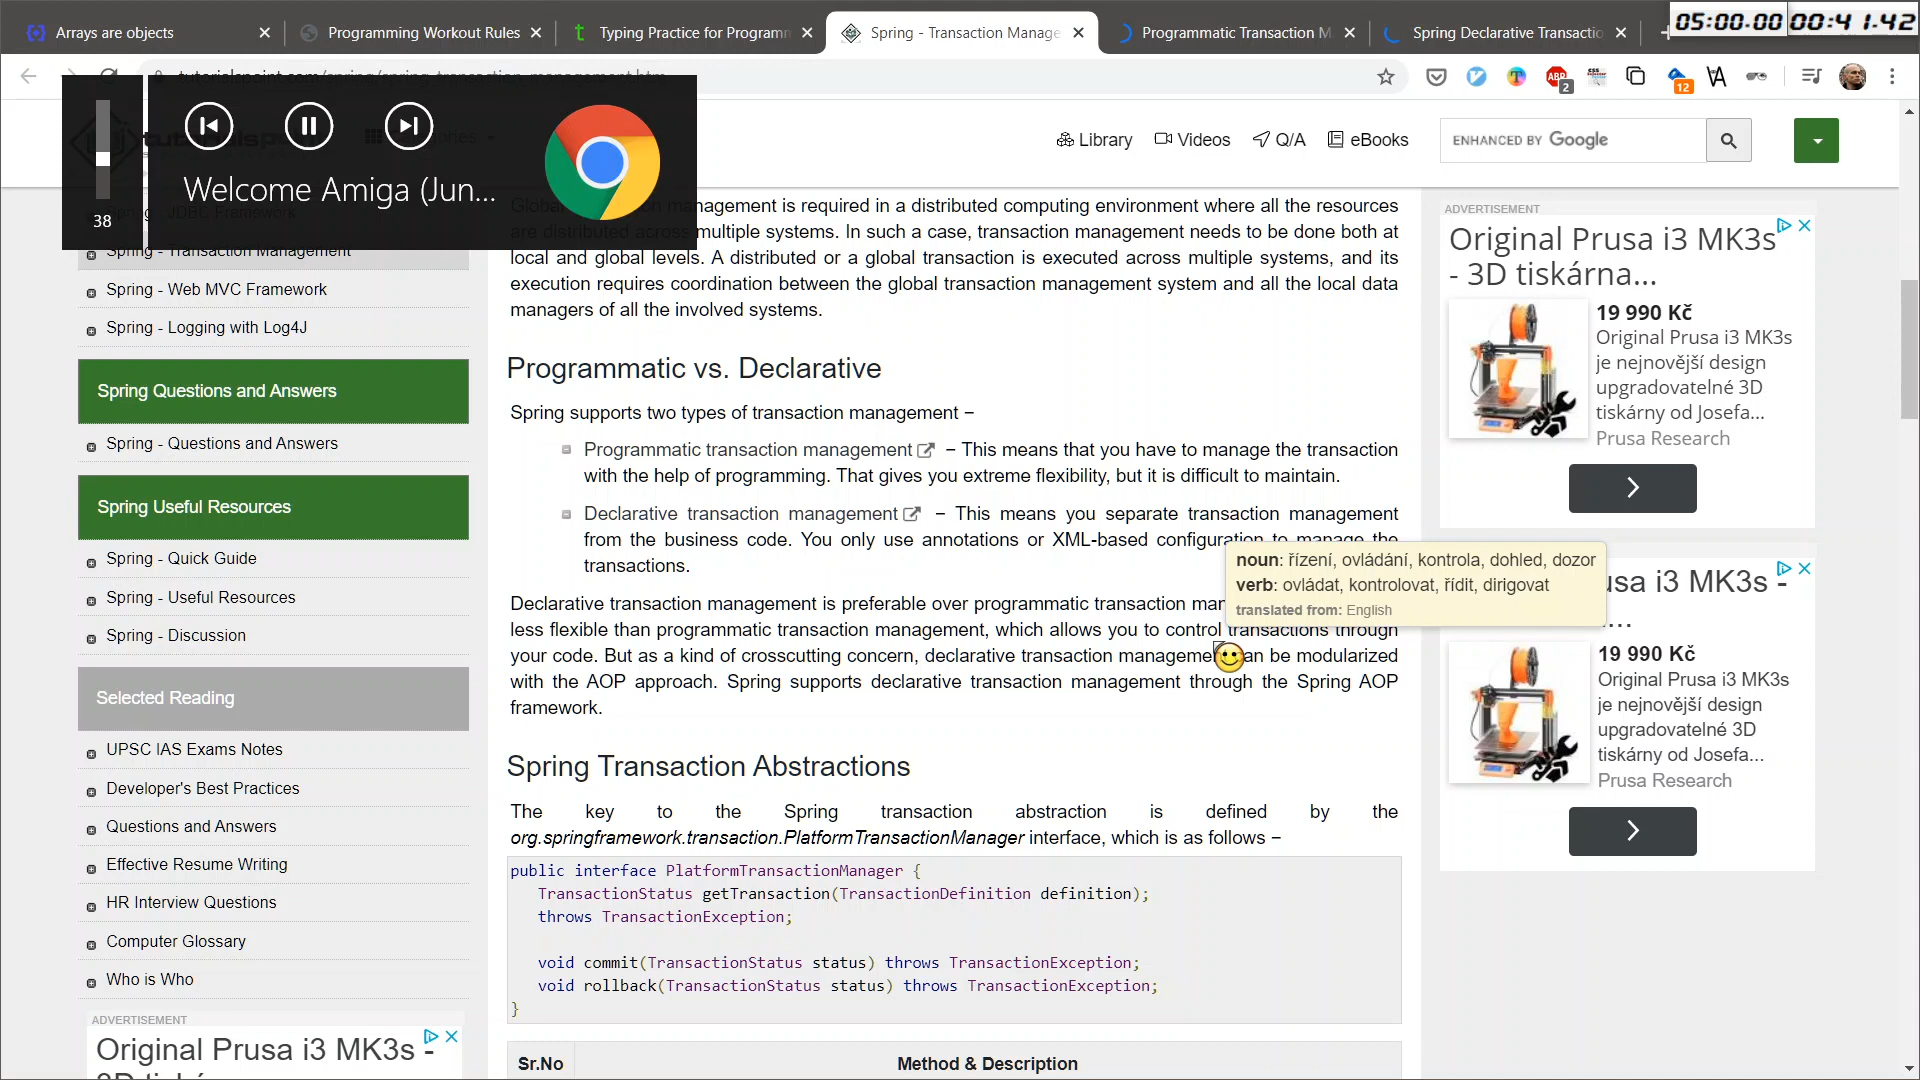 Arrays are objects
Programming Workout Rules
Typing Practice for Programm
Spring - Transaction Manage
Programmatic Transaction M
Spring Declarative Transactio
05:00.00
00:41.42
2
12
Library
Videos
Q/A
eBooks
ENHANCED BY Google
Welcome Amiga (Jun...
38
Spring - Transaction Management
Spring - Web MVC Framework
Spring - Logging with Log4J
Spring Questions and Answers
Spring - Questions and Answers
Spring Useful Resources
Spring - Quick Guide
Spring - Useful Resources
Spring - Discussion
Selected Reading
UPSC IAS Exams Notes
Developer's Best Practices
Questions and Answers
Effective Resume Writing
HR Interview Questions
Computer Glossary
Who is Who
ADVERTISEMENT
Original Prusa i3 MK3s -
management is required in a distributed computing environment where all the resources
are distributed across multiple systems. In such a case, transaction management needs to be done both at
local and global levels. A distributed or a global transaction is executed across multiple systems, and its
execution requires coordination between the global transaction management system and all the local data
managers of all the involved systems.
Programmatic vs. Declarative
Spring supports two types of transaction management −
Programmatic transaction management − This means that you have to manage the transaction
with the help of programming. That gives you extreme flexibility, but it is difficult to maintain.
Declarative transaction management − This means you separate transaction management
from the business code. You only use annotations or XML-based configuration to manage the
transactions.
noun: řízení, ovládání, kontrola, dohled, dozor
verb: ovládat, kontrolovat, řídit, dirigovat
translated from: English
Declarative transaction management is preferable over programmatic transaction
less flexible than programmatic transaction management, which allows you to control transactions through
your code. But as a kind of crosscutting concern, declarative transaction management can be modularized
with the AOP approach. Spring supports declarative transaction management through the Spring AOP
framework.
Spring Transaction Abstractions
The key to the Spring transaction abstraction is defined by the
org.springframework.transaction.PlatformTransactionManager interface, which is as follows −
public interface PlatformTransactionManager {
TransactionStatus getTransaction(TransactionDefinition definition);
throws TransactionException;
void commit(TransactionStatus status) throws TransactionException;
void rollback(TransactionStatus status) throws TransactionException;
}
Sr.No
Method & Description
ADVERTISEMENT
Original Prusa i3 MK3s
- 3D tiskárna...
19 990 Kč
Original Prusa i3 MK3s
je nejnovější design
upgradovatelné 3D
tiskárny od Josefa...
Prusa Research
usa i3 MK3s -
...
19 990 Kč
Original Prusa i3 MK3s
je nejnovější design
upgradovatelné 3D
tiskárny od Josefa...
Prusa Research